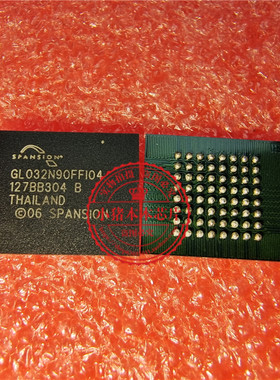 SPANSION
GL032N90FFI04
127BB304 B
THAILAND
©06 SPANSION